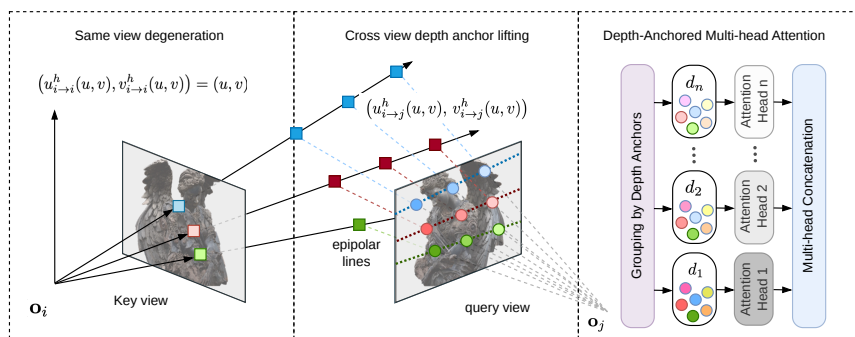 Same view degeneration
(u^h_{i→i}(u, v), v^h_{i→i}(u, v)) = (u, v)
Key view
o_i
Cross view depth anchor lifting
(u^h_{i→j}(u, v), v^h_{i→j}(u, v))
epipolar
lines
query view
o_j
Depth-Anchored Multi-head Attention
Grouping by Depth Anchors
d_n
Attention
Head n
...
...
d_2
Attention
Head 2
d_1
Attention
Head 1
Multi-head Concatenation